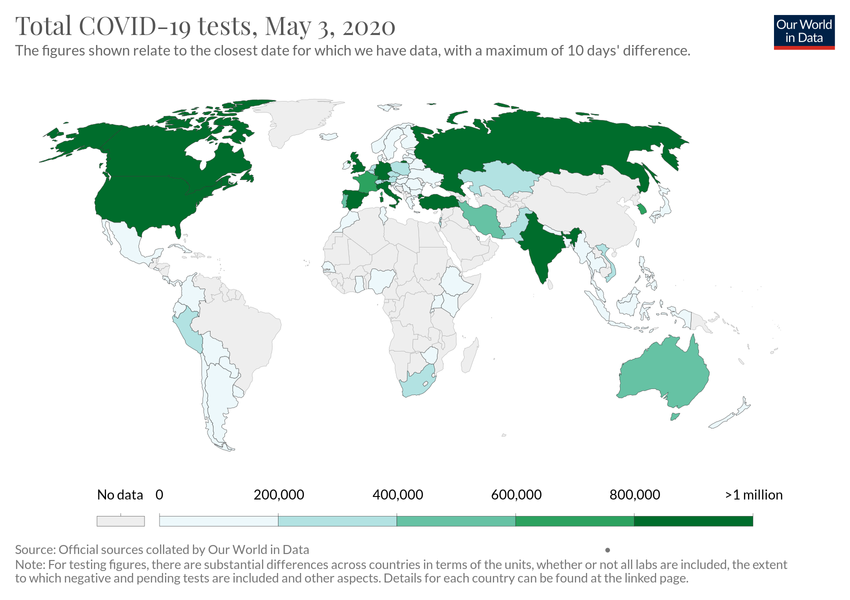 Total COVID-19 tests, May 3, 2020
Our World
in Data
The figures shown relate to the closest date for which we have data, with a maximum of 10 days' difference.
No data 0 200,000 400,000 600,000 800,000 >1 million
Source: Official sources collated by Our World in Data
Note: For testing figures, there are substantial differences across countries in terms of the units, whether or not all labs are included, the extent
to which negative and pending tests are included and other aspects. Details for each country can be found at the linked page.